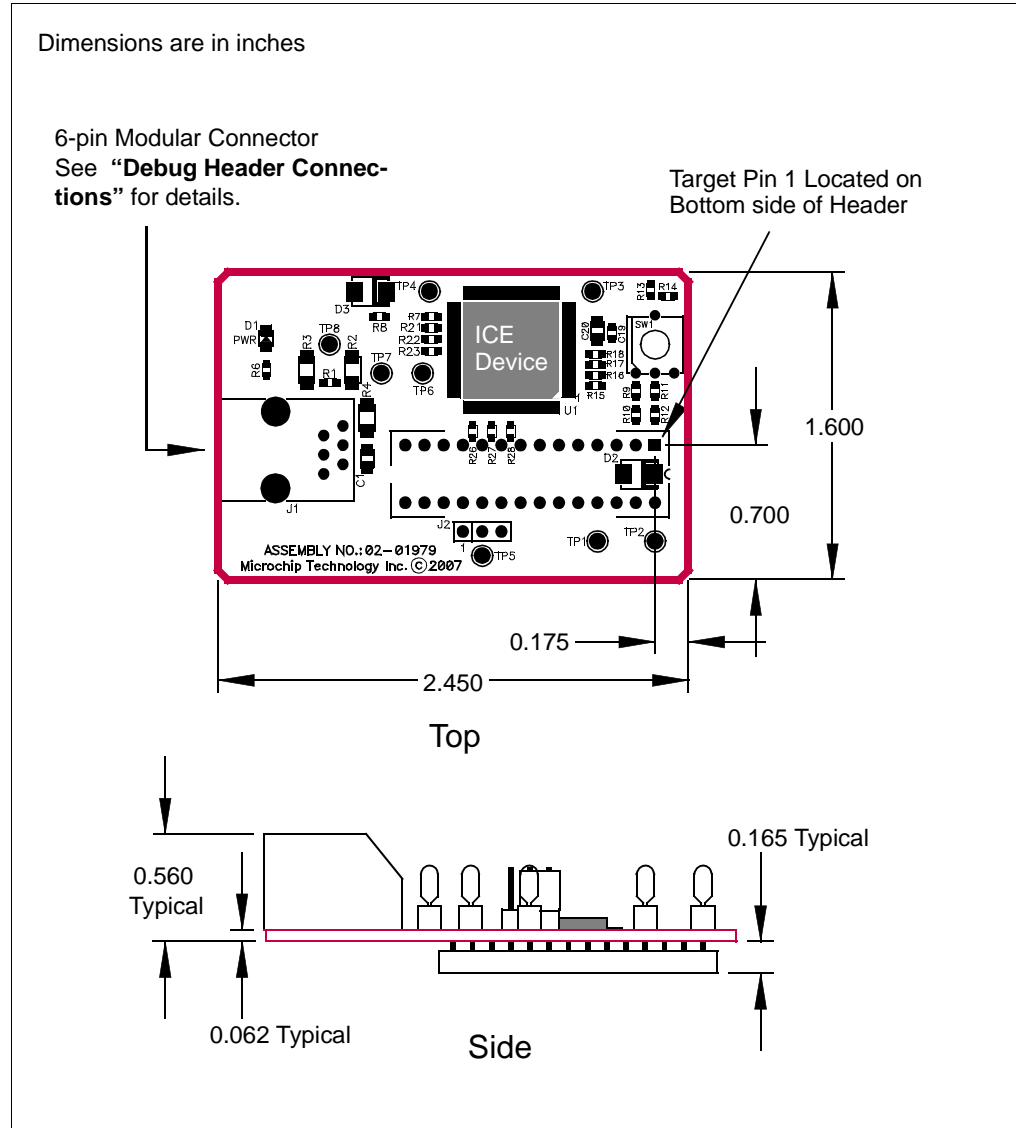 Dimensions are in inches
6-pin Modular Connector
See “Debug Header Connec-
tions” for details.
Target Pin 1 Located on
Bottom side of Header
TP4
TP3
R13
R14
D3
R8
R7
R21
R22
R23
ICE
Device
C20
C19
SW1
D1
PWR
TP8
R3
R2
TP7
TP6
R6
R1
R4
R18
R17
R16
R15
1
U1
R9
R11
R10
R12
R26
R27
R28
D2
C1
J1
J2
1
TP5
TP1
TP2
ASSEMBLY NO.:02-01979
Microchip Technology Inc. ©2007
1.600
0.700
0.175
2.450
Top
0.560
Typical
0.165 Typical
0.062 Typical
Side